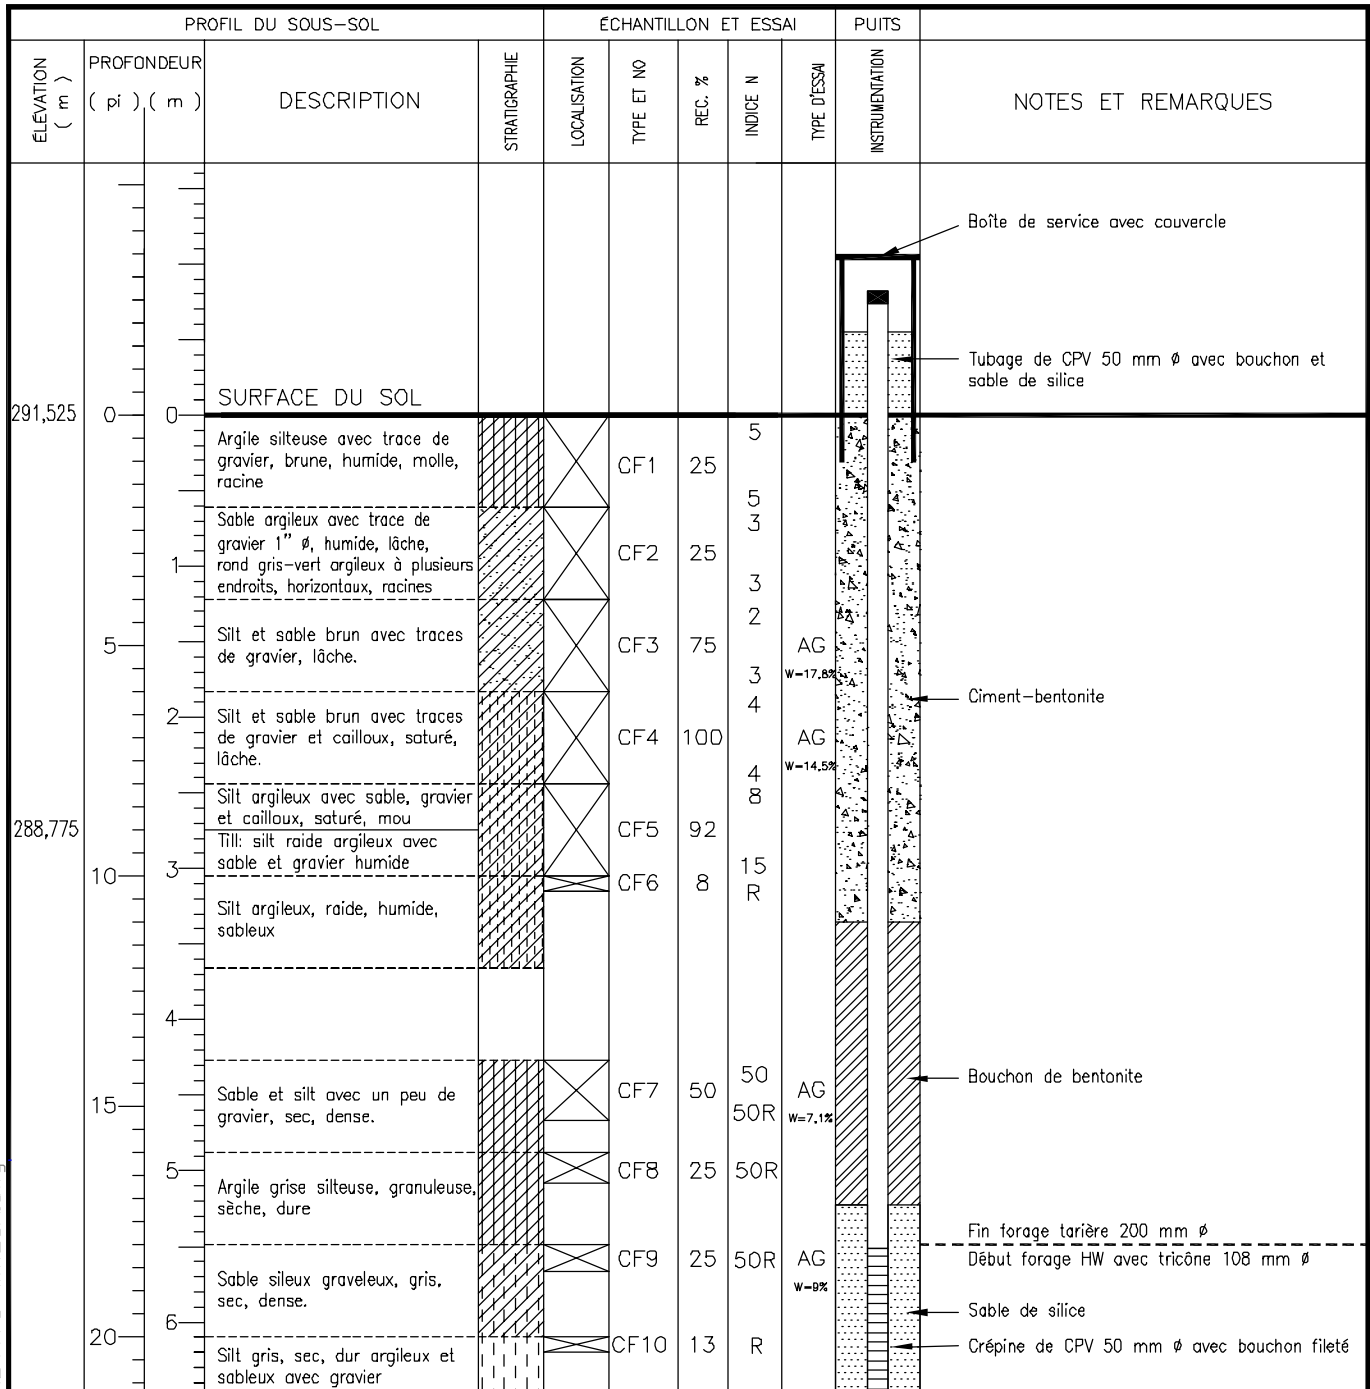 PROFIL DU SOUS-SOL
ÉCHANTILLON ET ESSAI
PUITS
ÉLÉVATION
( m )
PROFONDEUR
( pi ) ( m )
DESCRIPTION
STRATIGRAPHIE
LOCALISATION
TYPE ET NO
REC. %
INDICE N
TYPE D'ESSAI
INSTRUMENTATION
NOTES ET REMARQUES
Boîte de service avec couvercle
Tubage de CPV 50 mm ø avec bouchon et
sable de silice
SURFACE DU SOL
291,525 0 0
Argile silteuse avec trace de
gravier, brune, humide, molle,
racine
CF1 25
5
5
Sable argileux avec trace de
gravier 1" ø, humide, lâche,
rond gris-vert argileux à plusieurs
endroits, horizontaux, racines
1
CF2 25
3
3
Silt et sable brun avec traces
de gravier, lâche.
5
CF3 75
2
3
AG
W=17,8%
Ciment-bentonite
2
Silt et sable brun avec traces
de gravier et cailloux, saturé,
lâche.
CF4 100
4
4
AG
W=14,5%
Silt argileux avec sable, gravier
et cailloux, saturé, mou
288,775
Till: silt raide argileux avec
sable et gravier humide
CF5 92
8
15
10 3
CF6 8 R
Silt argileux, raide, humide,
sableux
4
Sable et silt avec un peu de
gravier, sec, dense.
15
CF7 50
50
50R
AG
W=7,1%
Bouchon de bentonite
5
Argile grise silteuse, granuleuse,
sèche, dure
CF8 25 50R
Fin forage tarière 200 mm ø
Début forage HW avec tricône 108 mm ø
Sable sileux graveleux, gris,
sec, dense.
CF9 25 50R AG
W=9%
Sable de silice
6
20
CF10 13 R
Crépine de CPV 50 mm ø avec bouchon fileté
Silt gris, sec, dur argileux et
sableux avec gravier